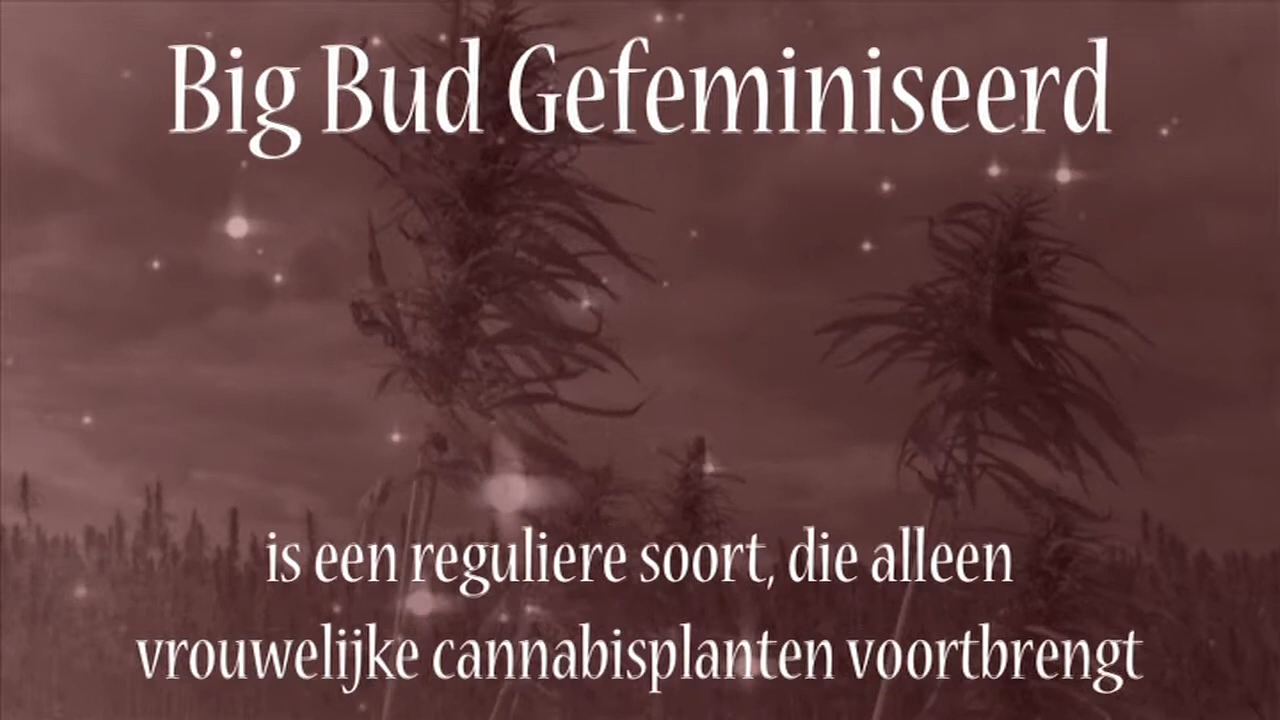 Big Bud Gefeminiseerd
is een reguliere soort, die alleen
vrouwelijke cannabisplanten voortbrengt